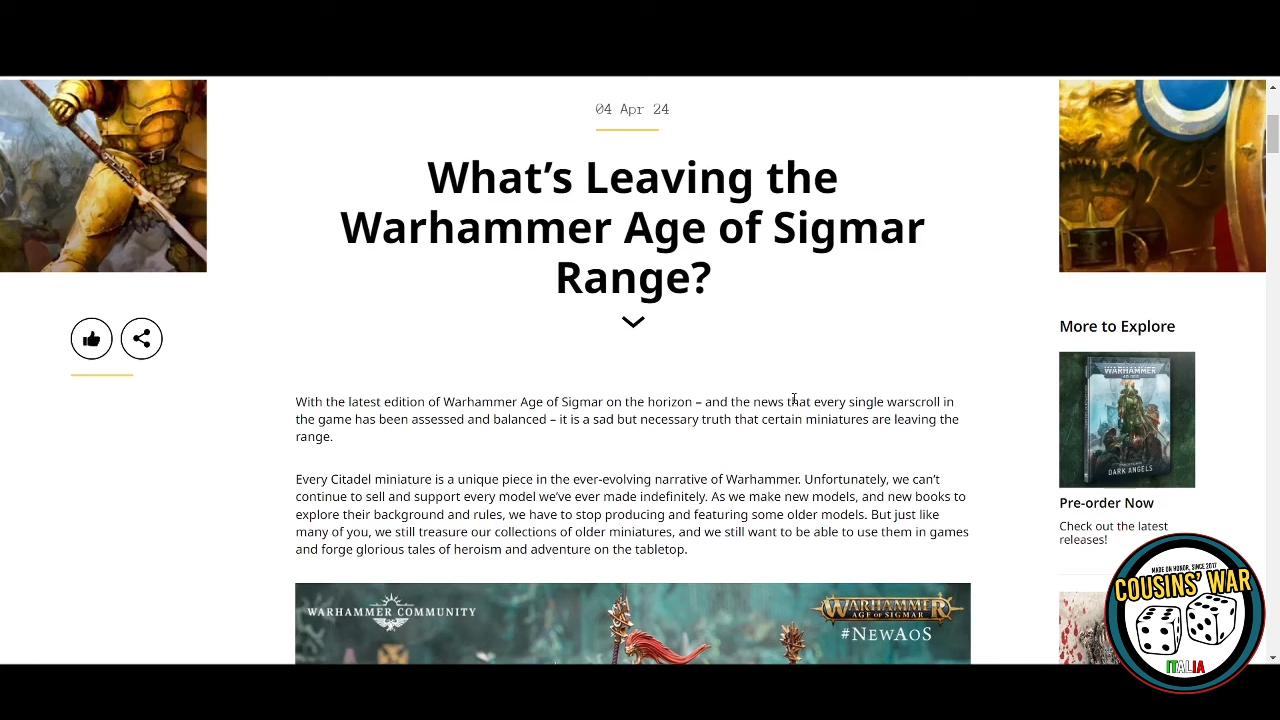 04 Apr 24
What's Leaving the
Warhammer Age of Sigmar
Range?
With the latest edition of Warhammer Age of Sigmar on the horizon – and the news that every single warscroll in
the game has been assessed and balanced – it is a sad but necessary truth that certain miniatures are leaving the
range.
Every Citadel miniature is a unique piece in the ever-evolving narrative of Warhammer. Unfortunately, we can't
continue to sell and support every model we've ever made indefinitely. As we make new models, and new books to
explore their background and rules, we have to stop producing and featuring some older models. But just like
many of you, we still treasure our collections of older miniatures, and we still want to be able to use them in games
and forge glorious tales of heroism and adventure on the tabletop.
WARHAMMER COMMUNITY
WARHAMMER
AGE OF SIGMAR
#NEWAOS
More to Explore
WARHAMMER
DARK ANGELS
Pre-order Now
Check out the latest
releases!
MADE ON HONOR, SINCE 2017
COUSINS' WAR
ITALIA